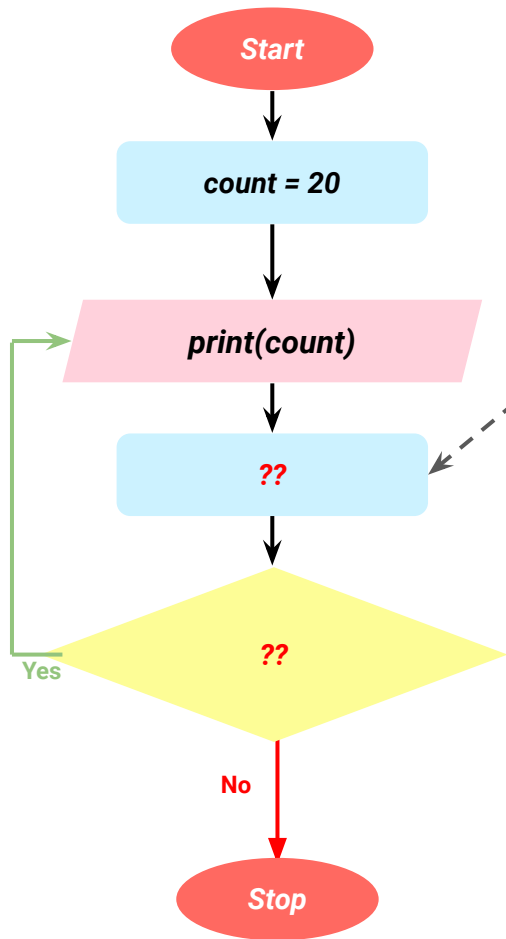 Start
count = 20
print(count)
??
??
Yes
No
Stop